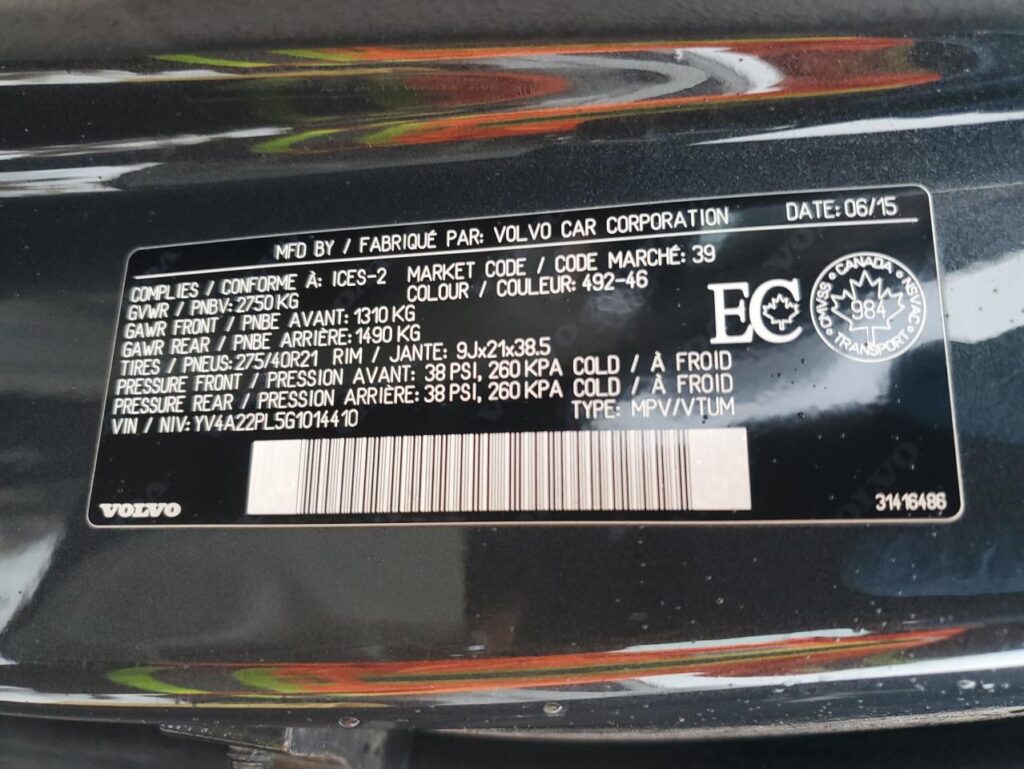 MFD BY / FABRIQUÉ PAR: VOLVO CAR CORPORATION DATE: 06/15
COMPLIES / CONFORME À: ICES-2 MARKET CODE / CODE MARCHÉ: 39
GVWR / PNBV: 2750 KG COLOUR / COULEUR: 492-46
GAWR FRONT / PNBE AVANT: 1310 KG
GAWR REAR / PNBE ARRIÈRE: 1490 KG
TIRES / PNEUS: 275/40R21 RIM / JANTE: 9Jx21x38.5
PRESSURE FRONT / PRESSION AVANT: 38 PSI, 260 KPA COLD / À FROID
PRESSURE REAR / PRESSION ARRIÈRE: 38 PSI, 260 KPA COLD / À FROID
VIN / NIV: YV4A22PL5G1014410 TYPE: MPV/VTUM
EC
CANADA
NSVAC
984
TRANSPORT
CMVSS
VOLVO
31416486